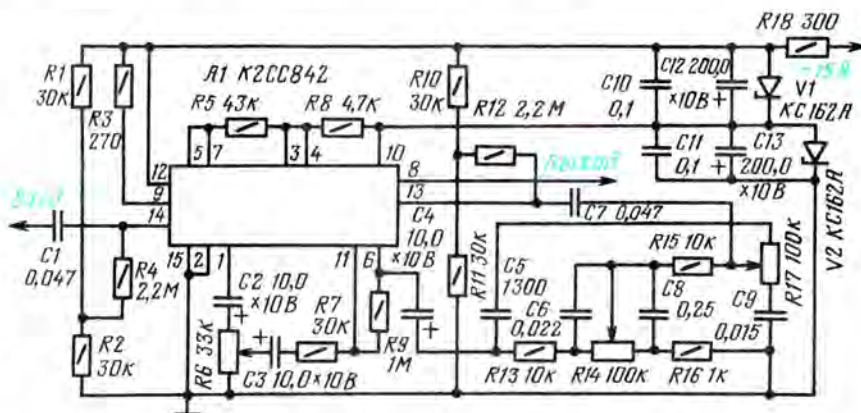 R18 300
-15В
R1
30К
R3
270
А1 К2СС842
R5 43К
R8 4,7К
R10
30К
R12 2,2М
C10
0,1
C12 200,0
×10В
+
V1
КС162А
C11
0,1
C13
200,0
×10В
+
V2 КС162А
5
7
3
4
10
12
9
14
8
13
15
2
1
11
6
Вход
Выход
C1
0,047
R4
2,2М
R2
30К
C2 10,0
×10В
+
R6 33К
C3 10,0×10В
+
R7
30К
R9
1М
C4
10,0
×10В
+
R11 30К
C7 0,047
C5
1300
C6
0,022
R15 10К
C8
0,25
C9
0,015
R17 100К
R13 10К
R14 100К
R16 1К